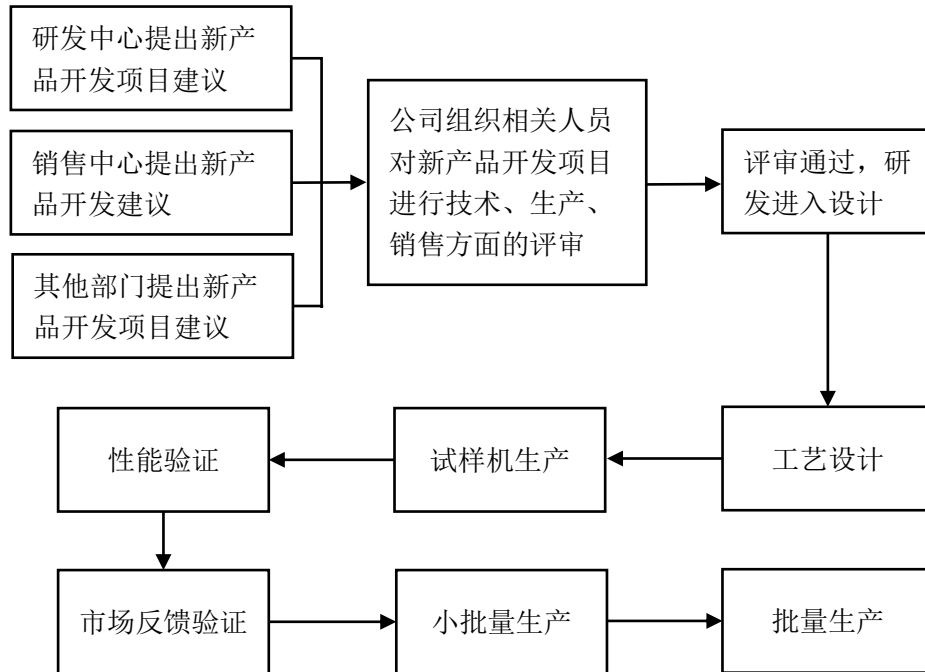 研发中心提出新产
品开发项目建议
销售中心提出新产
品开发建议
其他部门提出新产
品开发项目建议
公司组织相关人员
对新产品开发项目
进行技术、生产、
销售方面的评审
评审通过，研
发进入设计
工艺设计
试样机生产
性能验证
市场反馈验证
小批量生产
批量生产